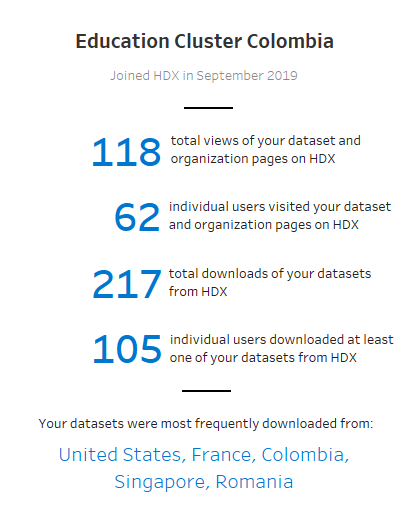 Education Cluster Colombia
Joined HDX in September 2019
118 total views of your dataset and
organization pages on HDX
62 individual users visited your dataset
and organization pages on HDX
217 total downloads of your datasets
from HDX
105 individual users downloaded at least
one of your datasets from HDX
Your datasets were most frequently downloaded from:
United States, France, Colombia,
Singapore, Romania